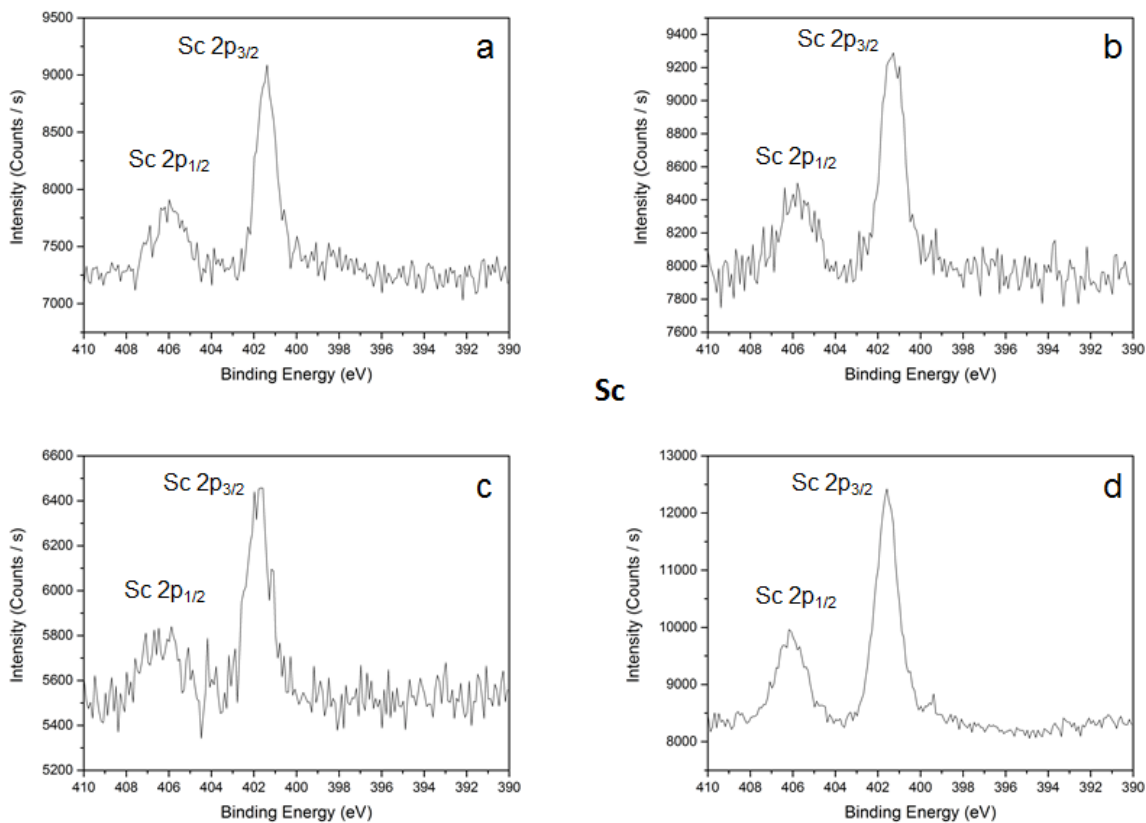 a
Sc 2p3/2
Sc 2p1/2
Intensity (Counts / s)
9500
9000
8500
8000
7500
7000
410 408 406 404 402 400 398 396 394 392 390
Binding Energy (eV)
b
Sc 2p3/2
Sc 2p1/2
Intensity (Counts / s)
9400
9200
9000
8800
8600
8400
8200
8000
7800
7600
410 408 406 404 402 400 398 396 394 392 390
Binding Energy (eV)
Sc
c
Sc 2p3/2
Sc 2p1/2
Intensity (Counts / s)
6600
6400
6200
6000
5800
5600
5400
5200
410 408 406 404 402 400 398 396 394 392 390
Binding Energy (eV)
d
Sc 2p3/2
Sc 2p1/2
Intensity (Counts / s)
13000
12000
11000
10000
9000
8000
410 408 406 404 402 400 398 396 394 392 390
Binding Energy (eV)